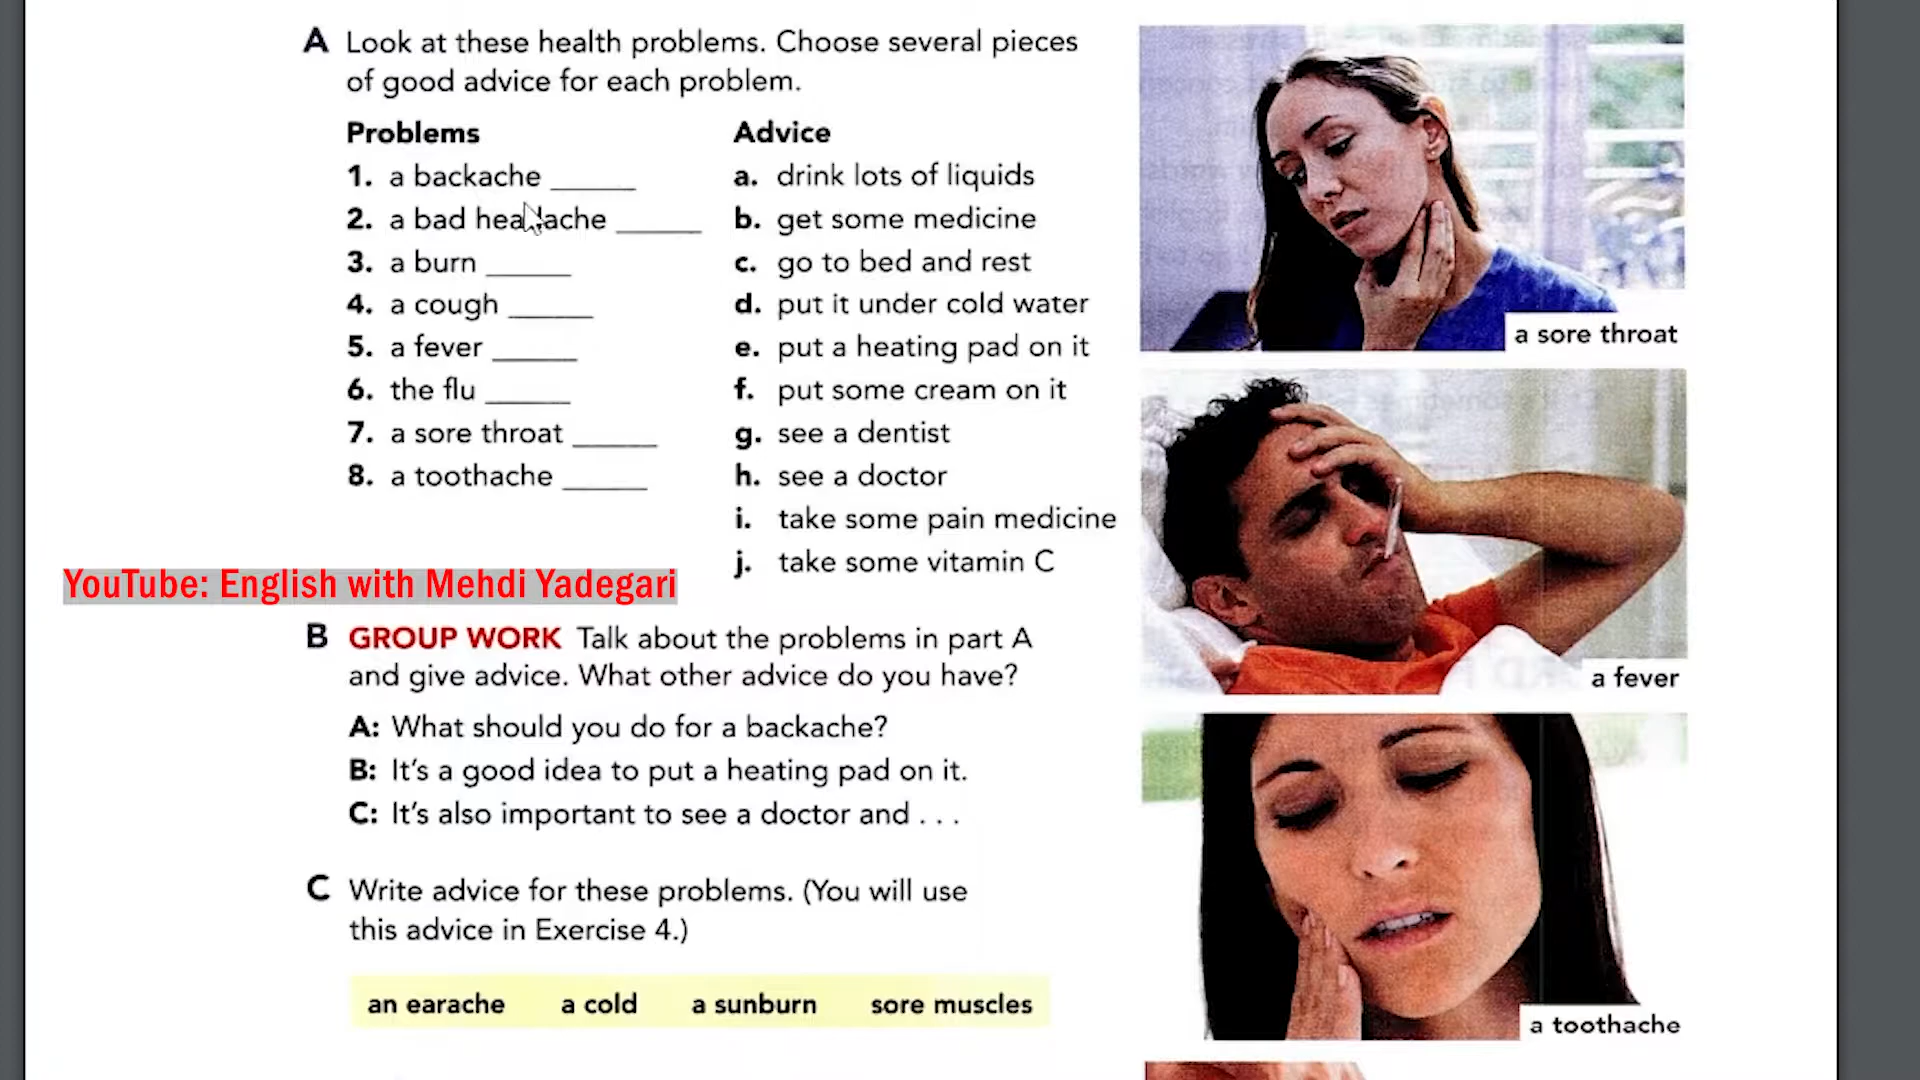 A Look at these health problems. Choose several pieces
of good advice for each problem.
Problems
1. a backache ______
2. a bad headache ______
3. a burn ______
4. a cough ______
5. a fever ______
6. the flu ______
7. a sore throat ______
8. a toothache ______
Advice
a. drink lots of liquids
b. get some medicine
c. go to bed and rest
d. put it under cold water
e. put a heating pad on it
f. put some cream on it
g. see a dentist
h. see a doctor
i. take some pain medicine
j. take some vitamin C
YouTube: English with Mehdi Yadegari
B GROUP WORK Talk about the problems in part A
and give advice. What other advice do you have?
A: What should you do for a backache?
B: It's a good idea to put a heating pad on it.
C: It's also important to see a doctor and . . .
C Write advice for these problems. (You will use
this advice in Exercise 4.)
an earache a cold a sunburn sore muscles
a sore throat
a fever
a toothache